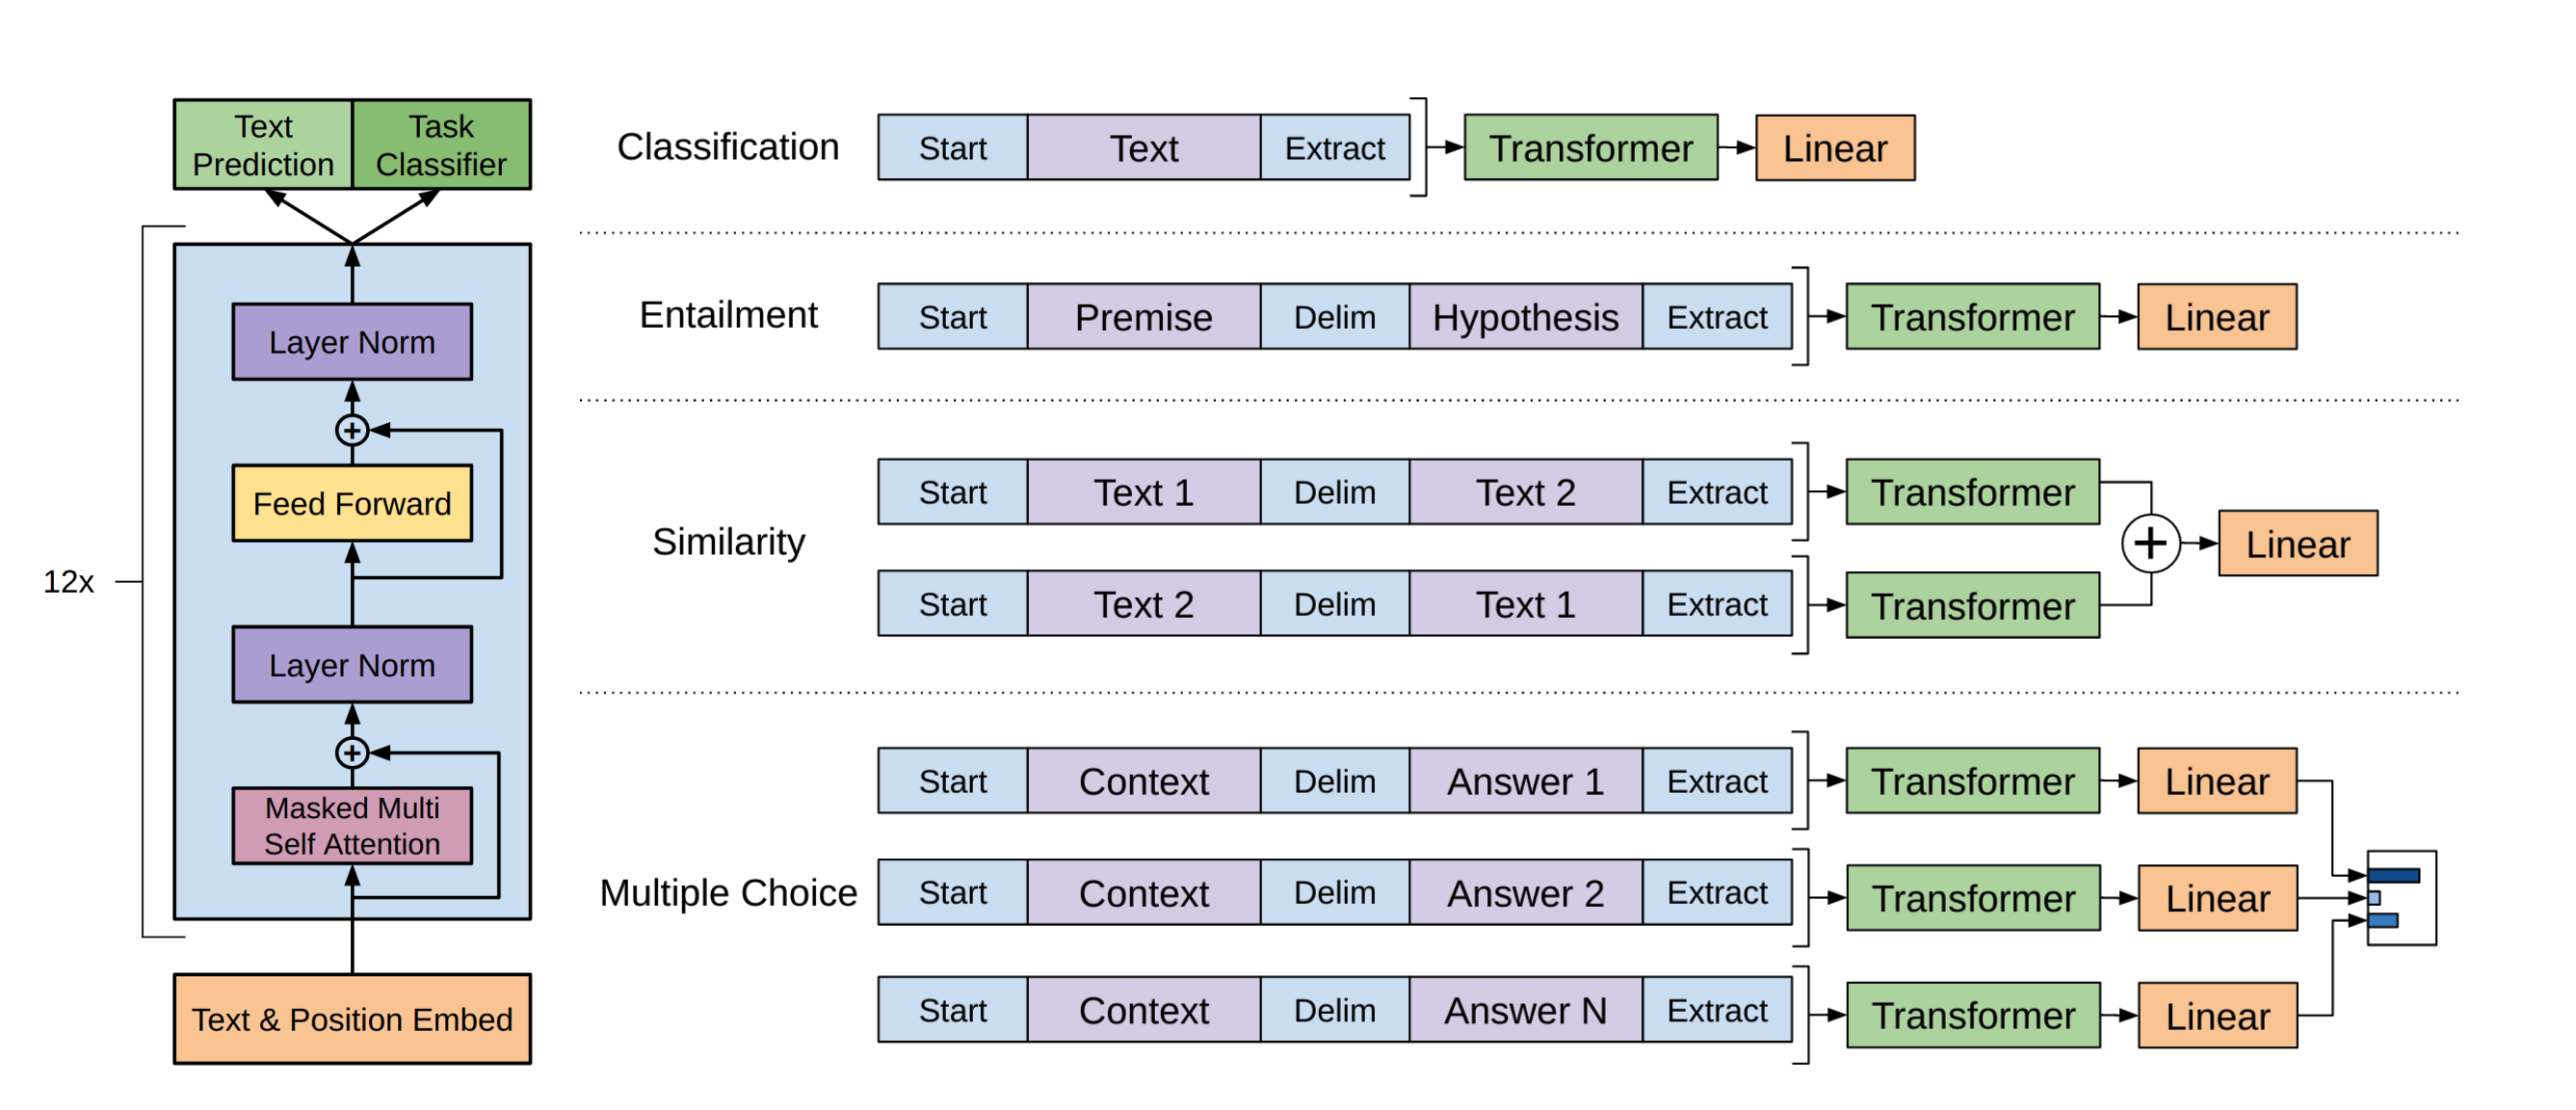 Text
Prediction
Task
Classifier
Layer Norm
+
Feed Forward
12x
Layer Norm
+
Masked Multi
Self Attention
Text & Position Embed
Classification
Start Text Extract Transformer Linear
Entailment
Start Premise Delim Hypothesis Extract Transformer Linear
Similarity
Start Text 1 Delim Text 2 Extract Transformer
+ Linear
Start Text 2 Delim Text 1 Extract Transformer
Multiple Choice
Start Context Delim Answer 1 Extract Transformer Linear
Start Context Delim Answer 2 Extract Transformer Linear
Start Context Delim Answer N Extract Transformer Linear